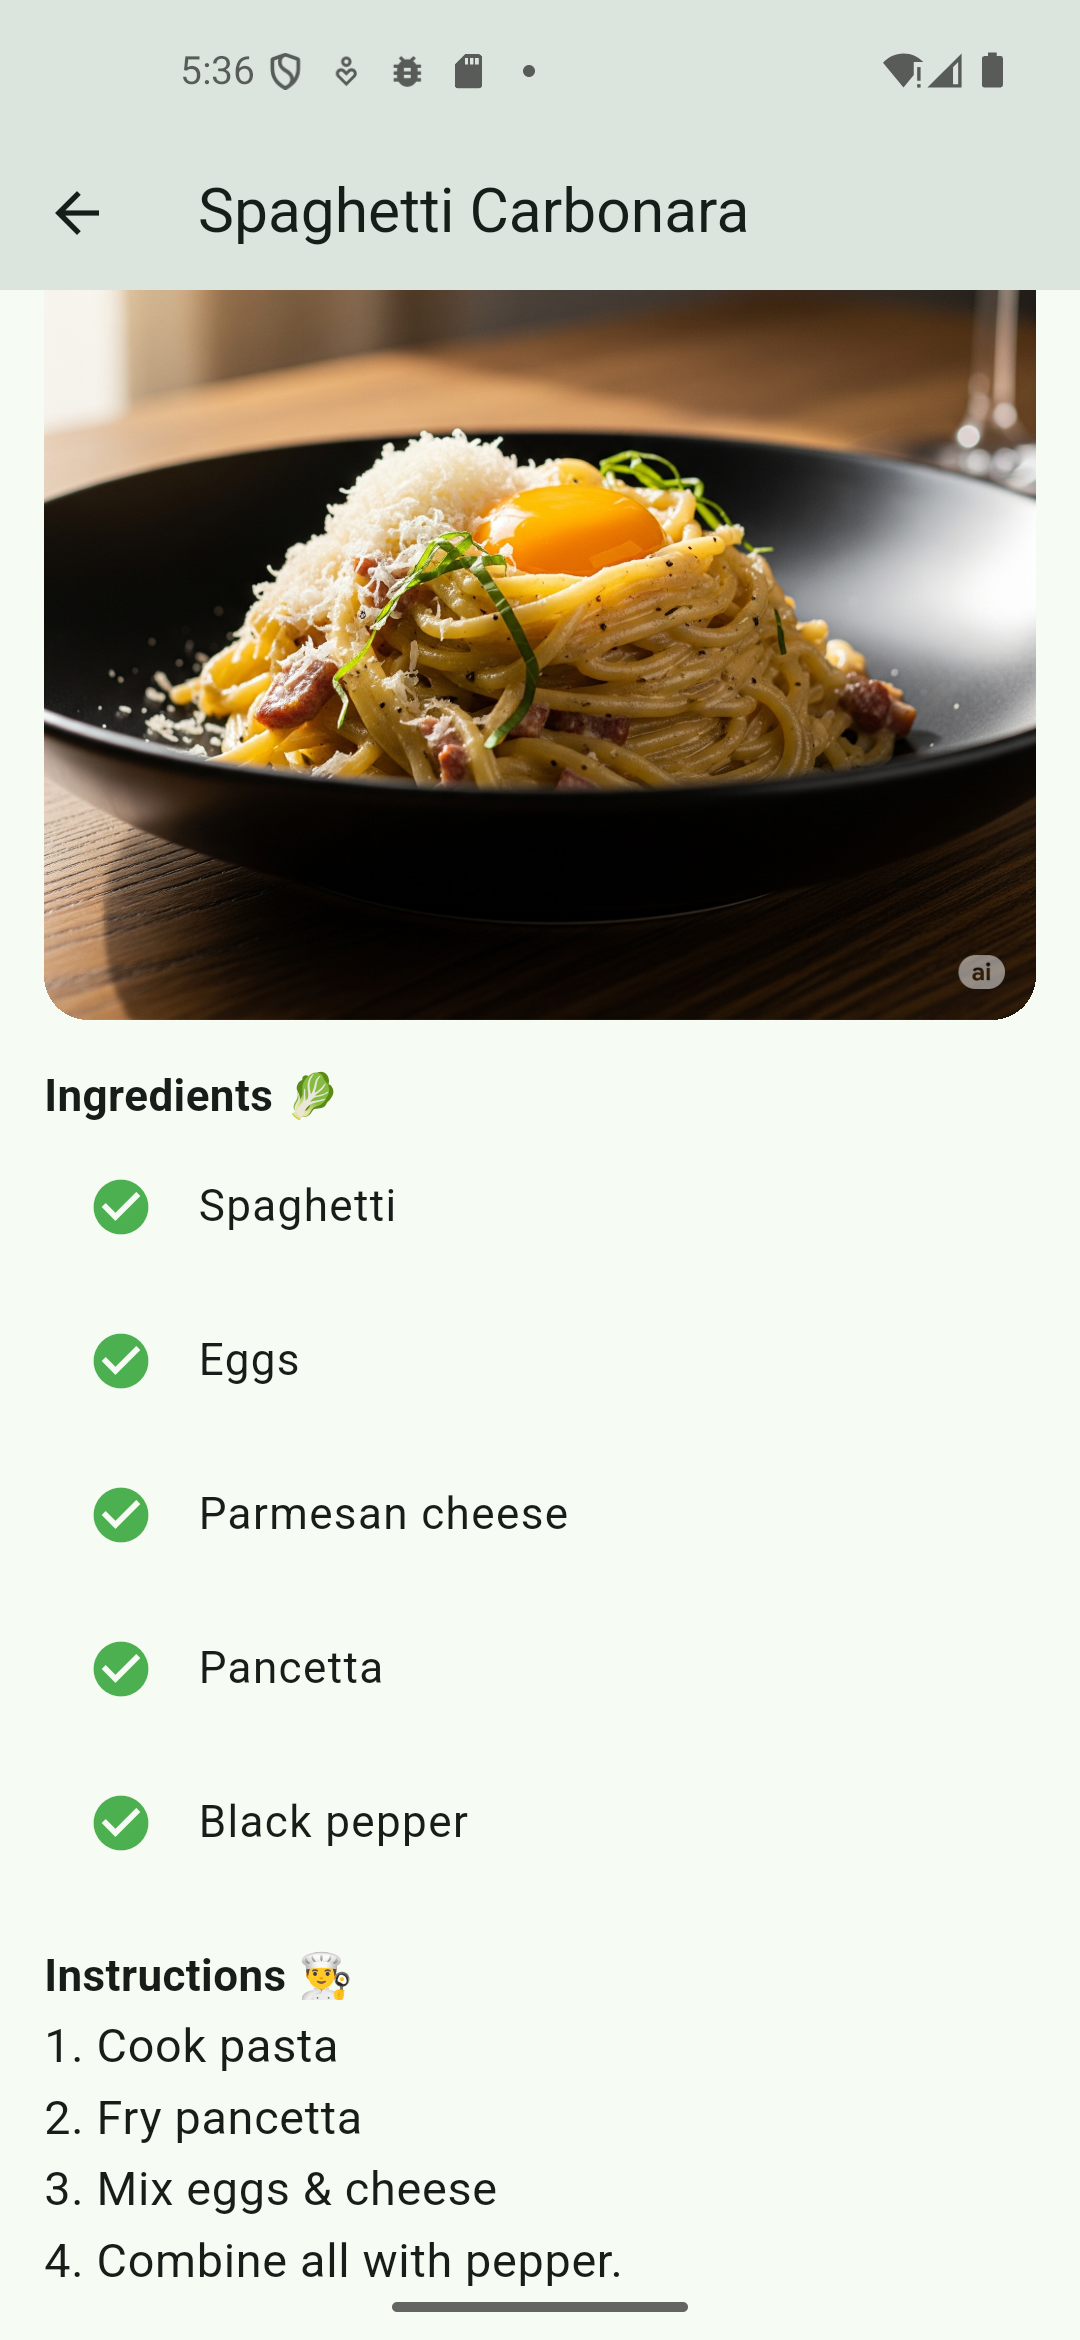 5:36
Spaghetti Carbonara
ai
Ingredients 🥬
Spaghetti
Eggs
Parmesan cheese
Pancetta
Black pepper
Instructions 👨‍🍳
1. Cook pasta
2. Fry pancetta
3. Mix eggs & cheese
4. Combine all with pepper.